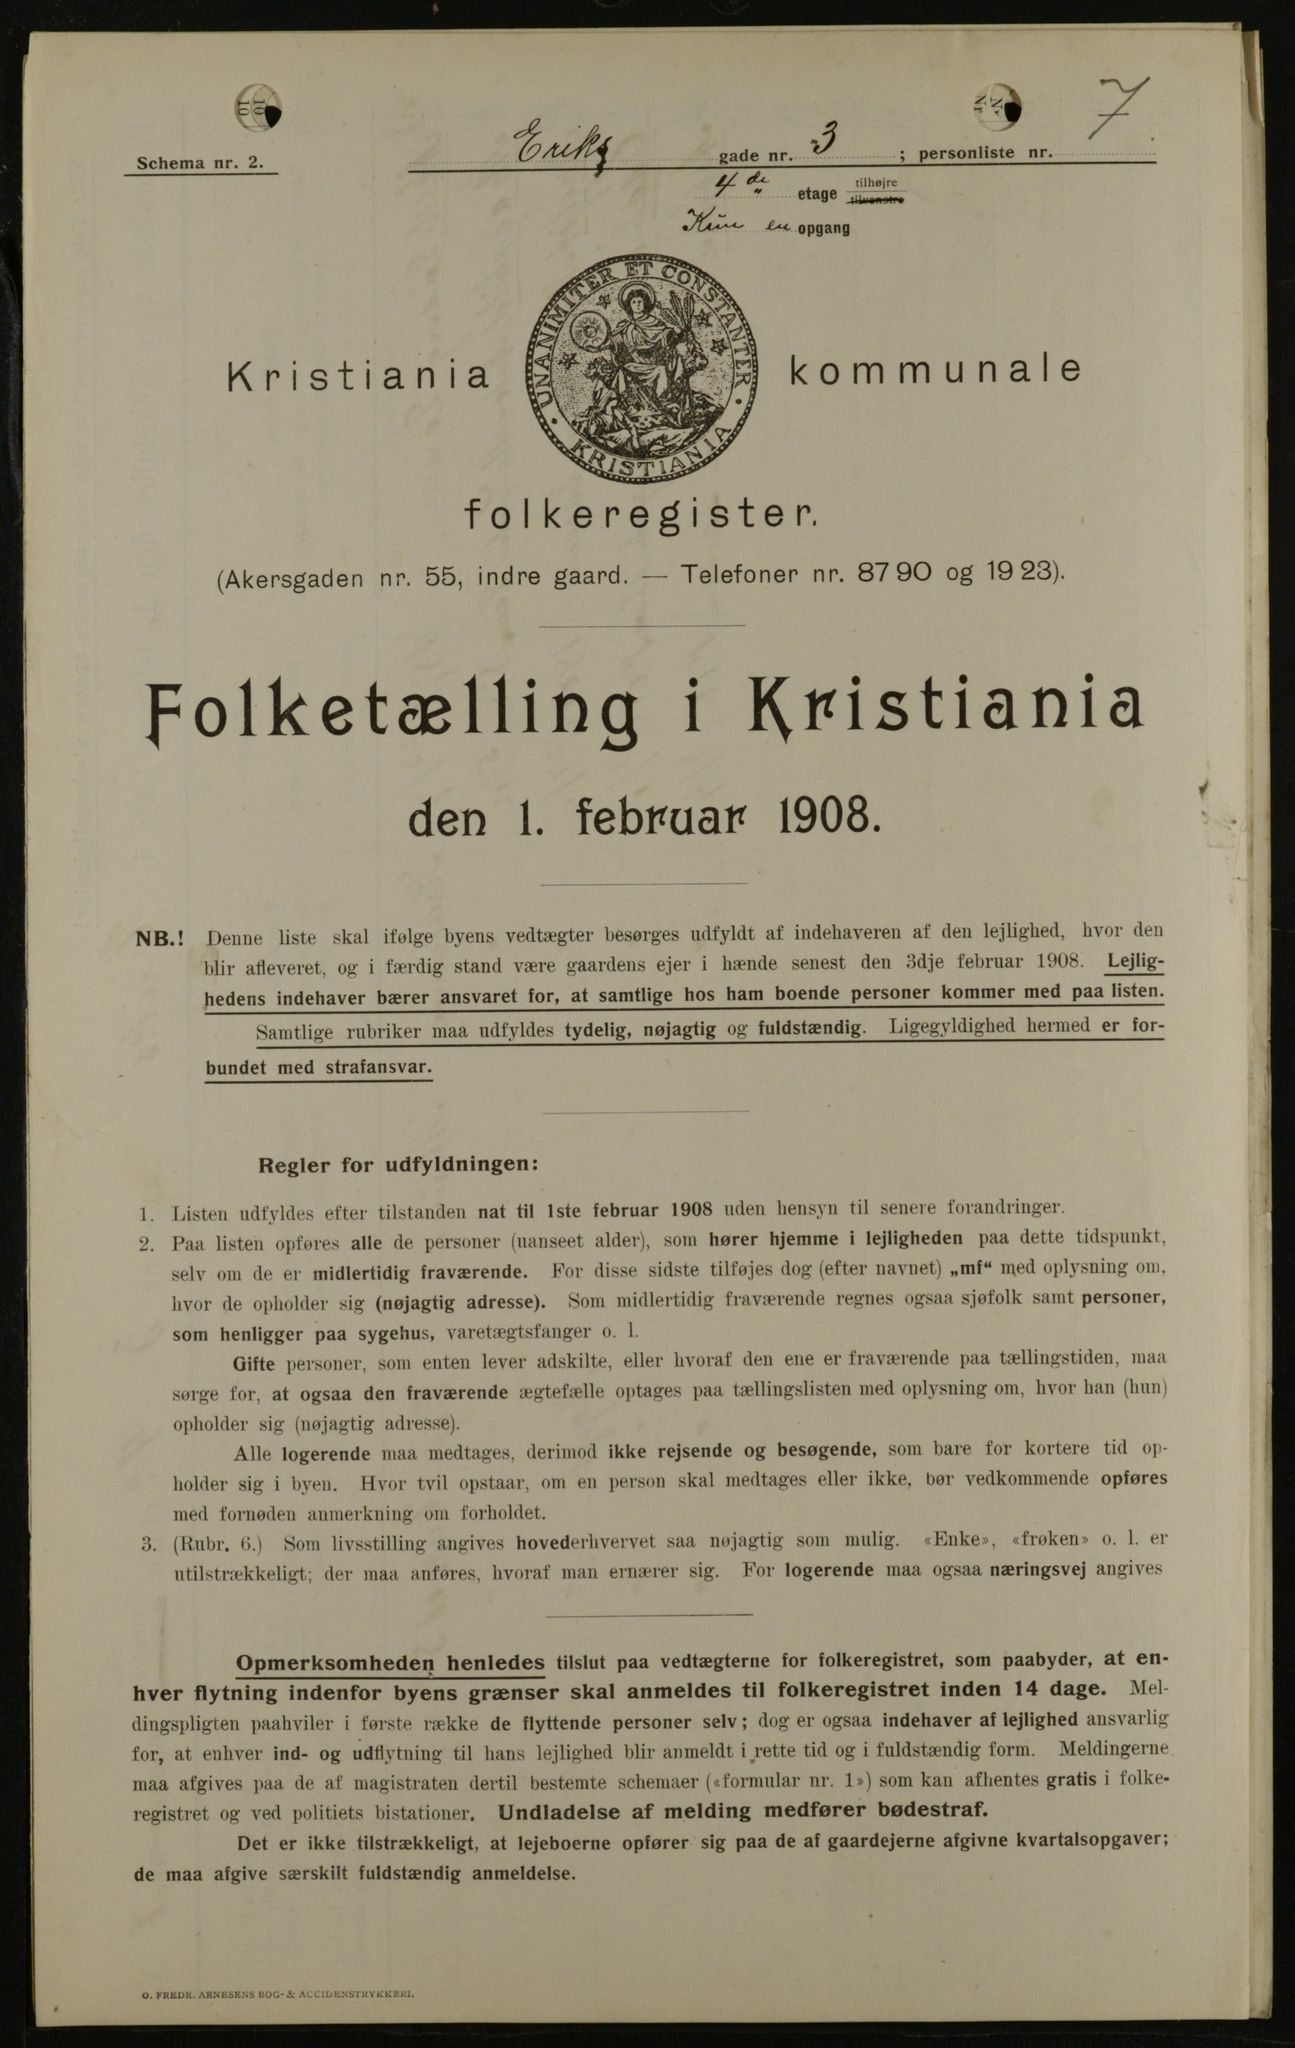 7
Schema nr. 2.
Eriks gade nr. 3 ; personliste nr.
4de etage tilhøjre tilvenstre
Kun en opgang
UNANIMITER ET CONSTANTER
KRISTIANIA
Kristiania kommunale
folkeregister.
(Akersgaden nr. 55, indre gaard. — Telefoner nr. 8790 og 1923).
Folketælling i Kristiania
den 1. februar 1908.
NB.! Denne liste skal ifølge byens vedtægter besørges udfyldt af indehaveren af den lejlighed, hvor den
blir afleveret, og i færdig stand være gaardens ejer i hænde senest den 3dje februar 1908. Lejlig-
hedens indehaver bærer ansvaret for, at samtlige hos ham boende personer kommer med paa listen.
Samtlige rubriker maa udfyldes tydelig, nøjagtig og fuldstændig. Ligegyldighed hermed er for-
bundet med strafansvar.
Regler for udfyldningen:
1. Listen udfyldes efter tilstanden nat til 1ste februar 1908 uden hensyn til senere forandringer.
2. Paa listen opføres alle de personer (uanseet alder), som hører hjemme i lejligheden paa dette tidspunkt,
selv om de er midlertidig fraværende. For disse sidste tilføjes dog (efter navnet) „mf“ med oplysning om,
hvor de opholder sig (nøjagtig adresse). Som midlertidig fraværende regnes ogsaa sjøfolk samt personer,
som henligger paa sygehus, varetægtsfanger o. l.
Gifte personer, som enten lever adskilte, eller hvoraf den ene er fraværende paa tællingstiden, maa
sørge for, at ogsaa den fraværende ægtefælle optages paa tællingslisten med oplysning om, hvor han (hun)
opholder sig (nøjagtig adresse).
Alle logerende maa medtages, derimod ikke rejsende og besøgende, som bare for kortere tid op-
holder sig i byen. Hvor tvil opstaar, om en person skal medtages eller ikke, bør vedkommende opføres
med fornøden anmerkning om forholdet.
3. (Rubr. 6.) Som livsstilling angives hovederhvervet saa nøjagtig som mulig. «Enke», «frøken» o. l. er
utilstrækkeligt; der maa anføres, hvoraf man ernærer sig. For logerende maa ogsaa næringsvej angives
Opmerksomheden henledes tilslut paa vedtægterne for folkeregistret, som paabyder, at en-
hver flytning indenfor byens grænser skal anmeldes til folkeregistret inden 14 dage. Mel-
dingspligten paahviler i første række de flyttende personer selv; dog er ogsaa indehaver af lejlighed ansvarlig
for, at enhver ind- og udflytning til hans lejlighed blir anmeldt i rette tid og i fuldstændig form. Meldingerne
maa afgives paa de af magistraten dertil bestemte schemaer («formular nr. 1») som kan afhentes gratis i folke-
registret og ved politiets bistationer. Undladelse af melding medfører bødestraf.
Det er ikke tilstrækkeligt, at lejeboerne opfører sig paa de af gaardejerne afgivne kvartalsopgaver;
de maa afgive særskilt fuldstændig anmeldelse.
O. FREDR. ARNESENS BOG- & ACCIDENSTRYKKERI.